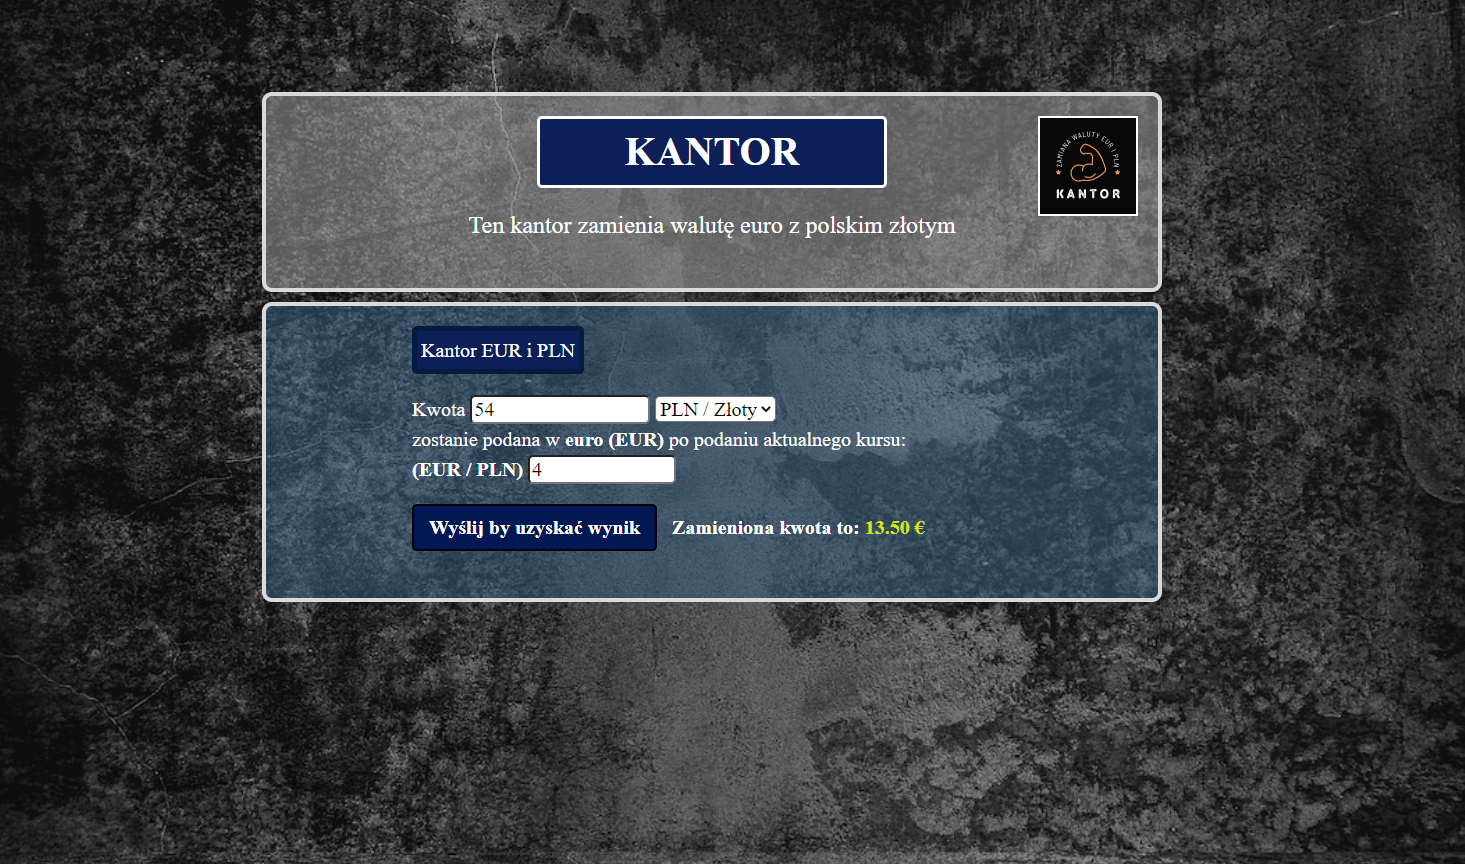 KANTOR
ZAMIANA WALUTY EUR I PLN
KANTOR
Ten kantor zamienia walutę euro z polskim złotym
Kantor EUR i PLN
Kwota 54 PLN / Złoty
zostanie podana w euro (EUR) po podaniu aktualnego kursu:
(EUR / PLN) 4
Wyślij by uzyskać wynik Zamieniona kwota to: 13.50 €